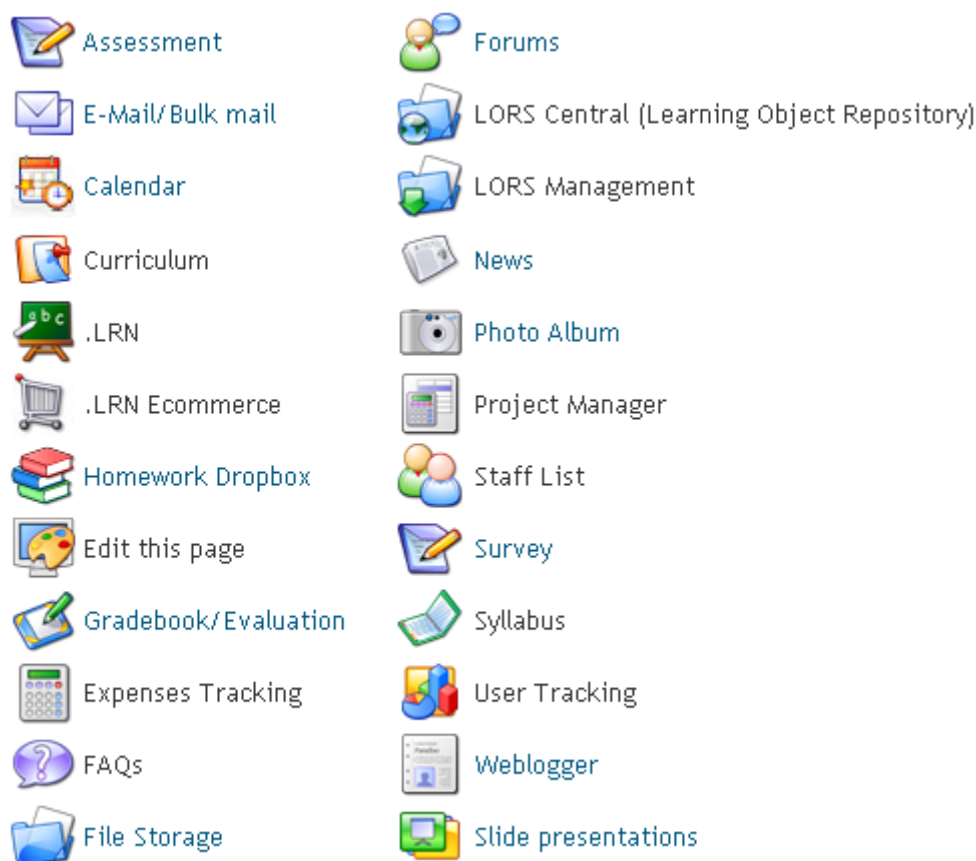 Assessment
E-Mail/Bulk mail
Calendar
Curriculum
abc
.LRN
.LRN Ecommerce
Homework Dropbox
Edit this page
Gradebook/Evaluation
Expenses Tracking
FAQs
File Storage
Forums
LORS Central (Learning Object Repository)
LORS Management
News
Photo Album
Project Manager
Staff List
Survey
Syllabus
User Tracking
Weblogger
Slide presentations